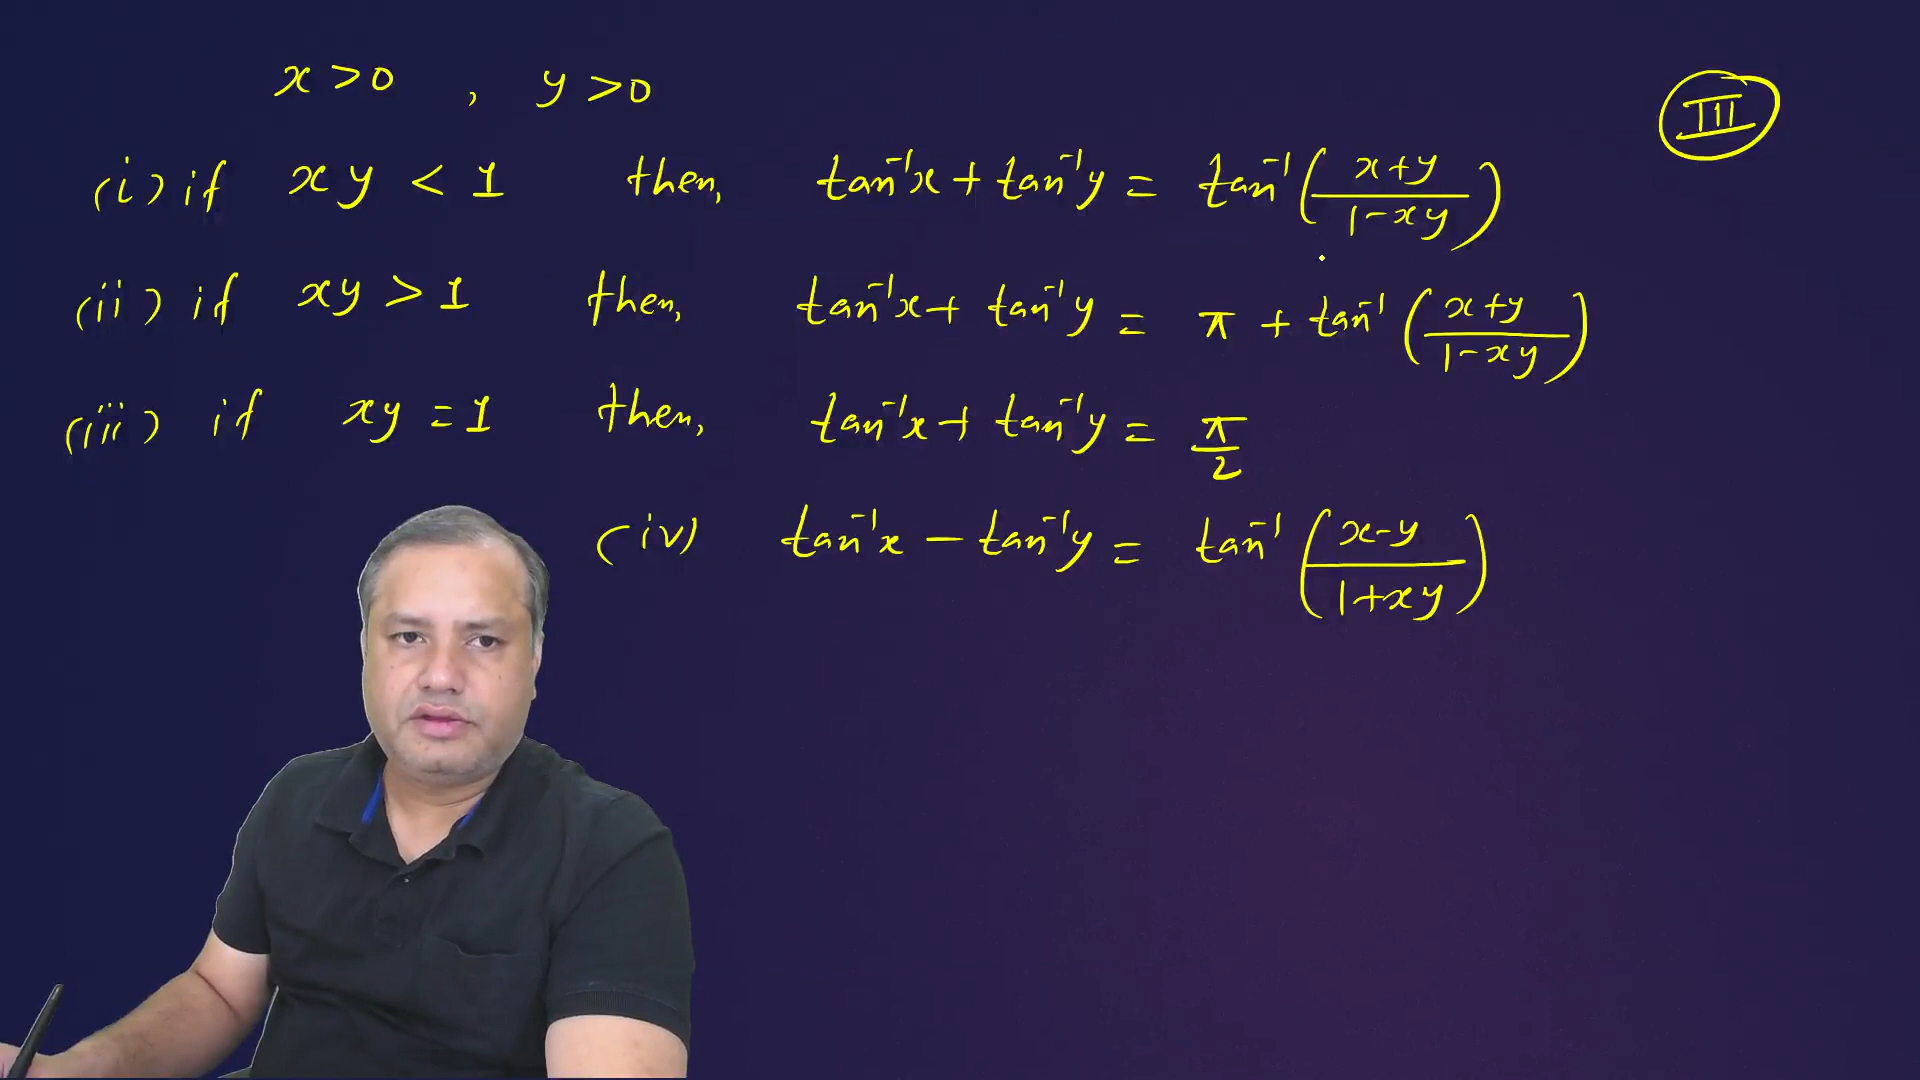 x > 0 , y > 0
III
(i) if xy < 1 then, tan⁻¹x + tan⁻¹y = tan⁻¹((x+y)/(1-xy))
(ii) if xy > 1 then, tan⁻¹x + tan⁻¹y = π + tan⁻¹((x+y)/(1-xy))
(iii) if xy = 1 then, tan⁻¹x + tan⁻¹y = π/2
(iv) tan⁻¹x - tan⁻¹y = tan⁻¹((x-y)/(1+xy))